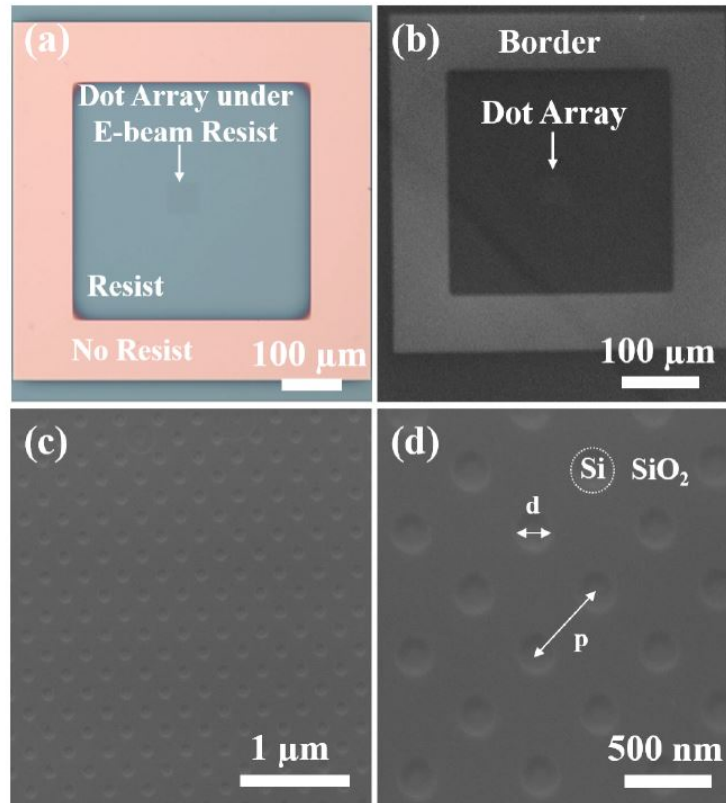 (a)
Dot Array under
E-beam Resist
Resist
No Resist
100 µm
(b)
Border
Dot Array
100 µm
(c)
1 µm
(d)
Si SiO₂
d
p
500 nm